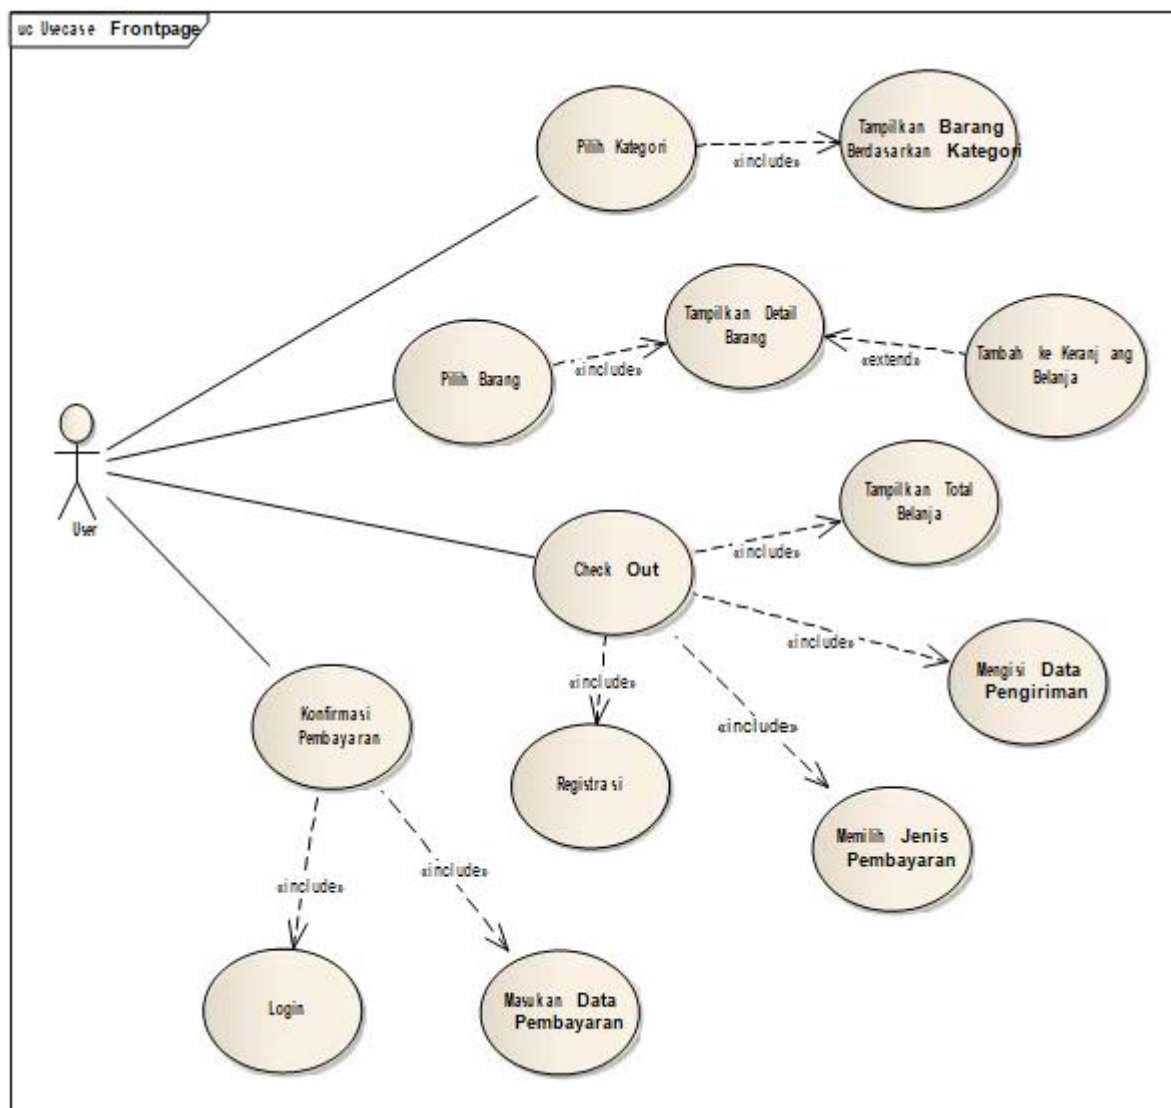 uc Usecase Frontpage
Pilih Kategori
«include»
Tampilkan Barang
Berdasarkan Kategori
Pilih Barang
«include»
Tampilkan Detail
Barang
«extend»
Tambah ke Keranj ang
Belanja
User
Check Out
«include»
Tampilkan Total
Belanja
«include»
Mengisi Data
Pengiriman
«include»
Registrasi
«include»
Memilih Jenis
Pembayaran
Konfirmasi
Pembayaran
«include»
Login
«include»
Masukan Data
Pembayaran